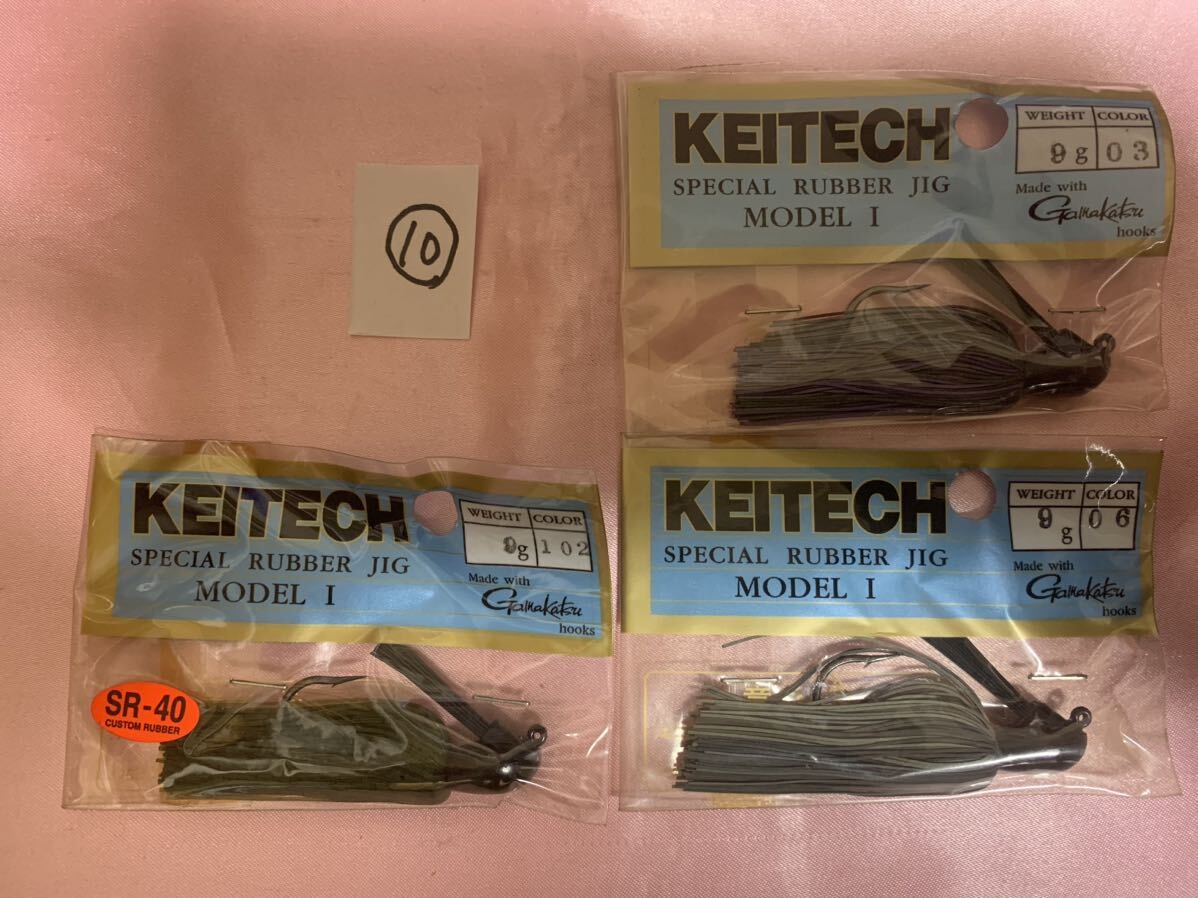 10
KEITECH
SPECIAL RUBBER JIG
MODEL I
WEIGHT COLOR
9g 03
Made with
Gamakatsu
hooks
KEITECH
SPECIAL RUBBER JIG
MODEL I
WEIGHT COLOR
9g 102
Made with
Gamakatsu
hooks
SR-40
CUSTOM RUBBER
KEITECH
SPECIAL RUBBER JIG
MODEL I
WEIGHT COLOR
9g 06
Made with
Gamakatsu
hooks